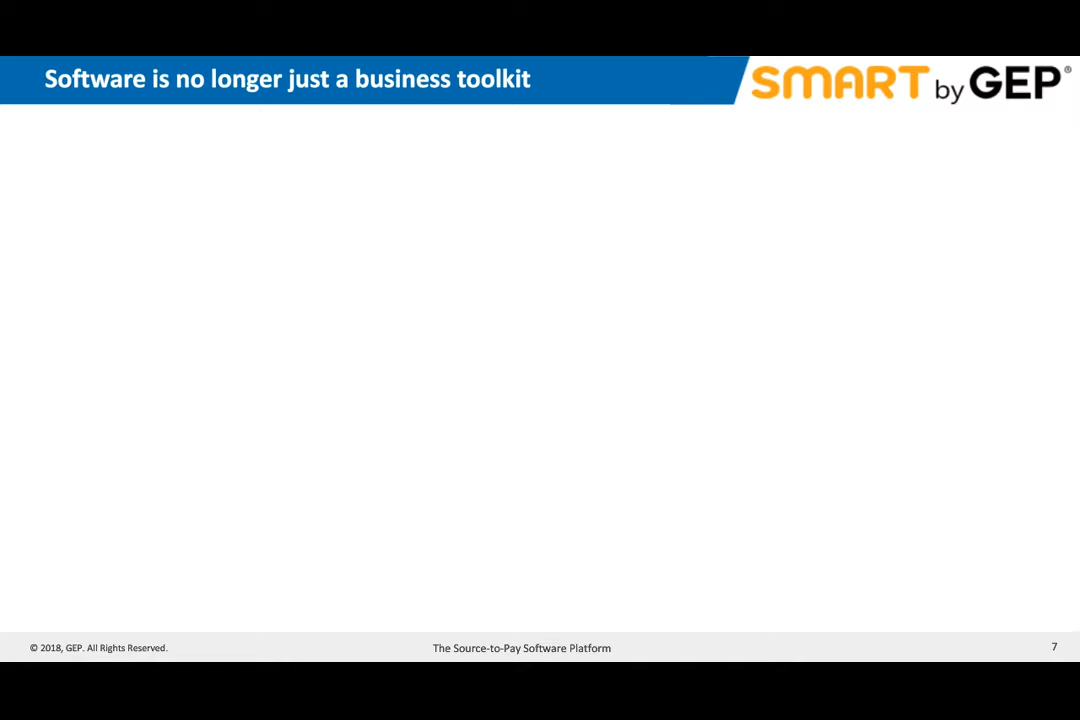 Software is no longer just a business toolkit
SMART by GEP®
© 2018, GEP. All Rights Reserved.
The Source-to-Pay Software Platform
7